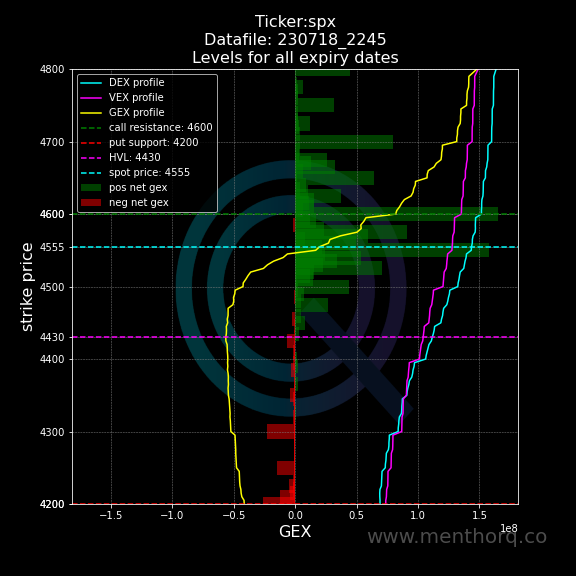 Ticker:spx
Datafile: 230718_2245
Levels for all expiry dates
DEX profile
VEX profile
GEX profile
call resistance: 4600
put support: 4200
HVL: 4430
spot price: 4555
pos net gex
neg net gex
strike price
4800
4700
4600
4555
4500
4430
4400
4300
4200
−1.5
−1.0
−0.5
0.0
0.5
1.0
1.5
1e8
GEX
www.menthorq.co